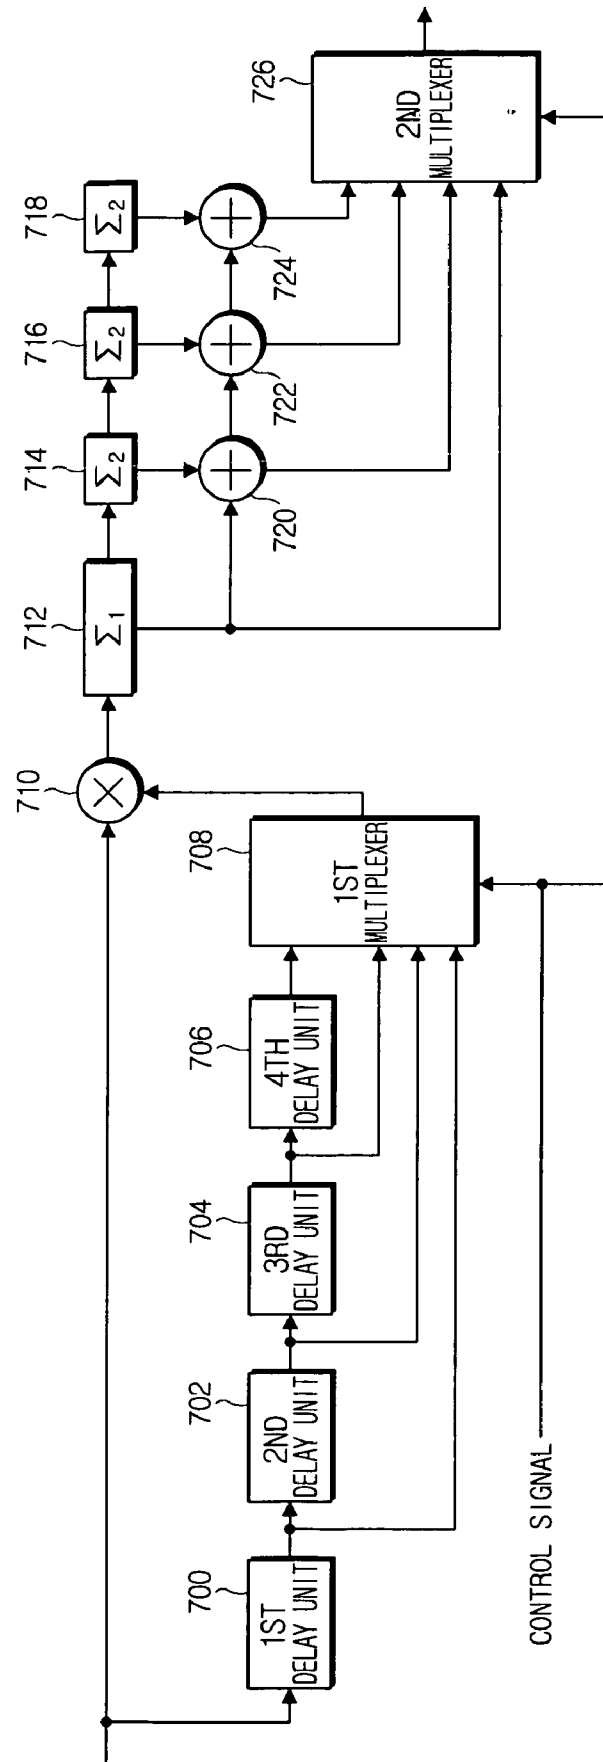 700
1ST
DELAY UNIT
702
2ND
DELAY UNIT
704
3RD
DELAY UNIT
706
4TH
DELAY UNIT
708
1ST
MULTIPLEXER
710
712
Σ1
714
Σ2
716
Σ2
718
Σ2
720
722
724
726
2ND
MULTIPLEXER
CONTROL SIGNAL